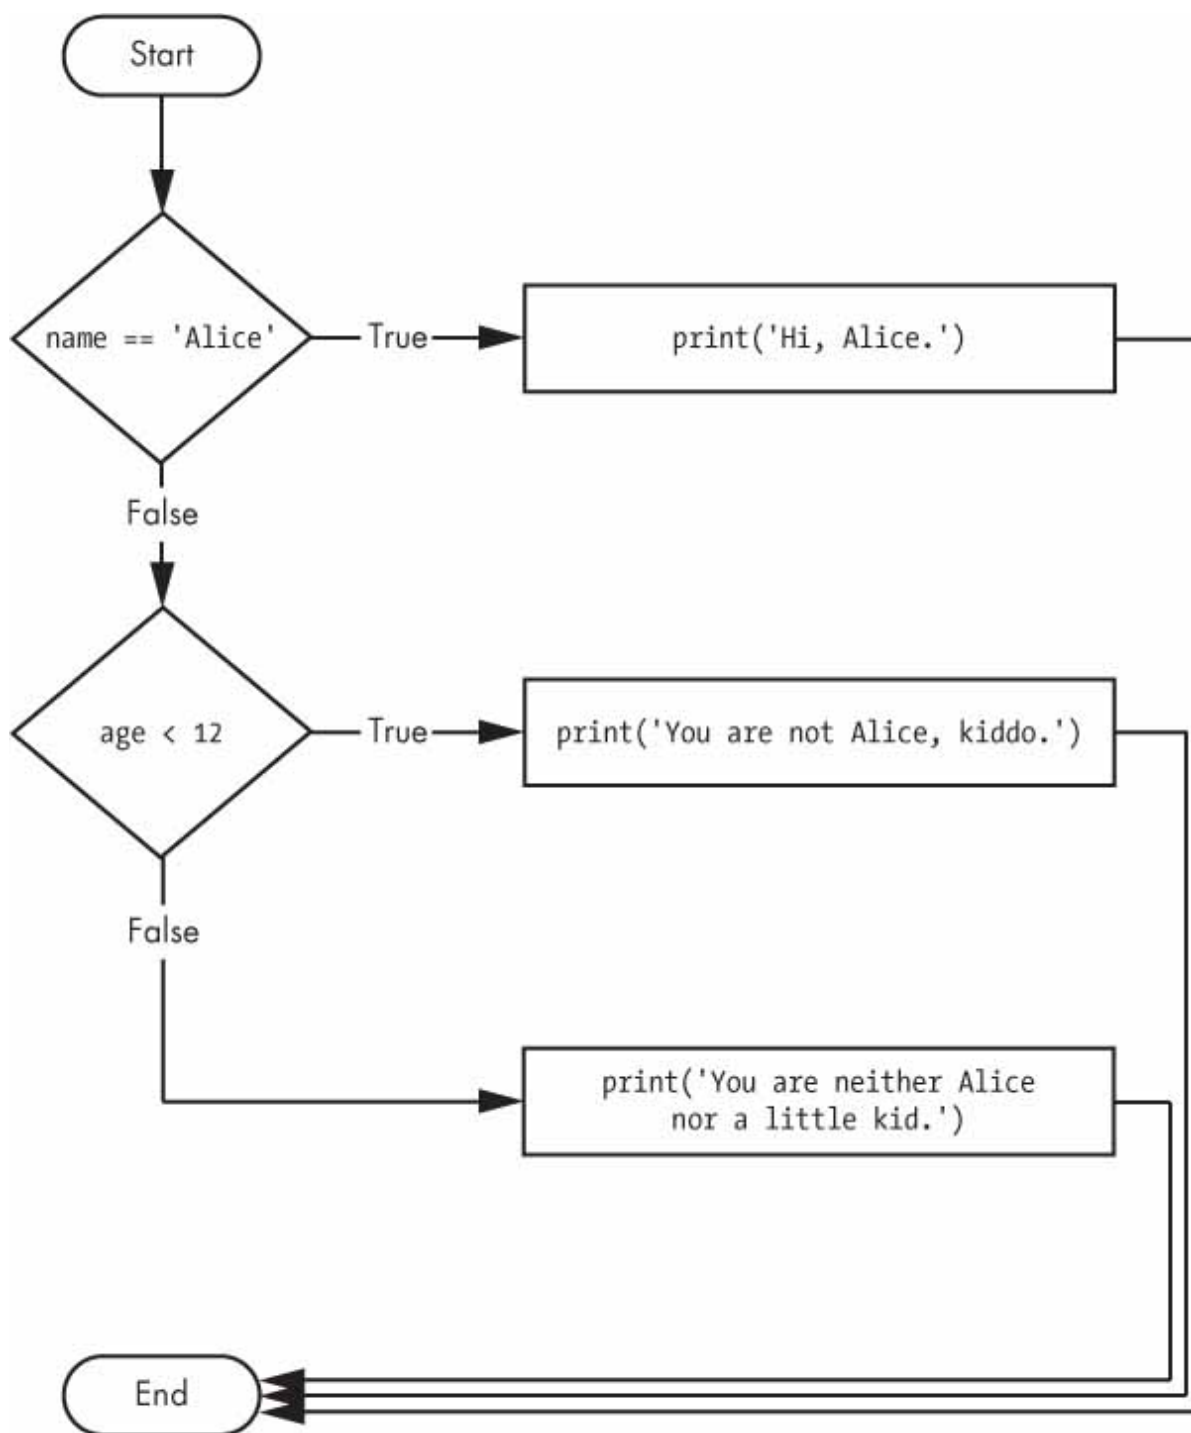 Start
name == 'Alice'
True
print('Hi, Alice.')
False
age < 12
True
print('You are not Alice, kiddo.')
False
print('You are neither Alice
nor a little kid.')
End